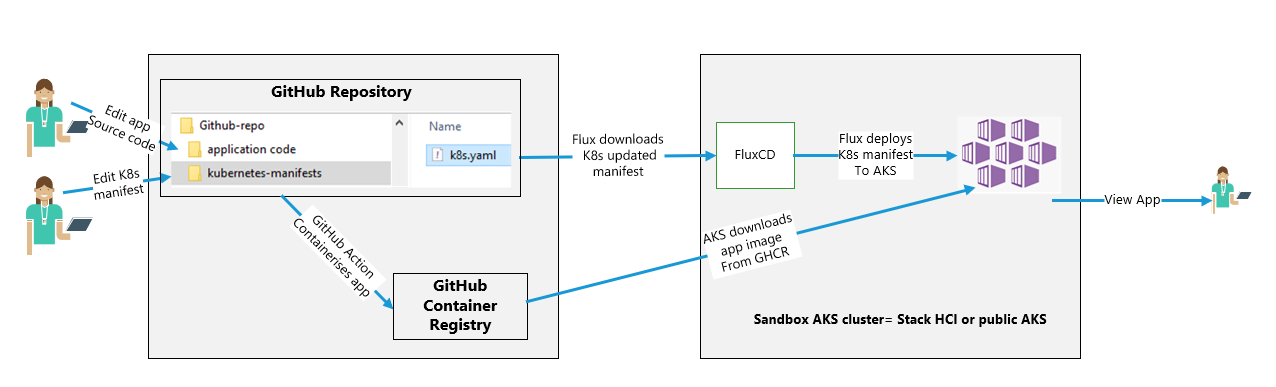 Edit app
Source code
Edit K8s
manifest
GitHub Repository
Github-repo
application code
kubernetes-manifests
Name
k8s.yaml
GitHub Action
Containerises app
GitHub
Container
Registry
Flux downloads
K8s updated
manifest
FluxCD
Flux deploys
K8s manifest
To AKS
AKS downloads
app image
From GHCR
View App
Sandbox AKS cluster= Stack HCI or public AKS